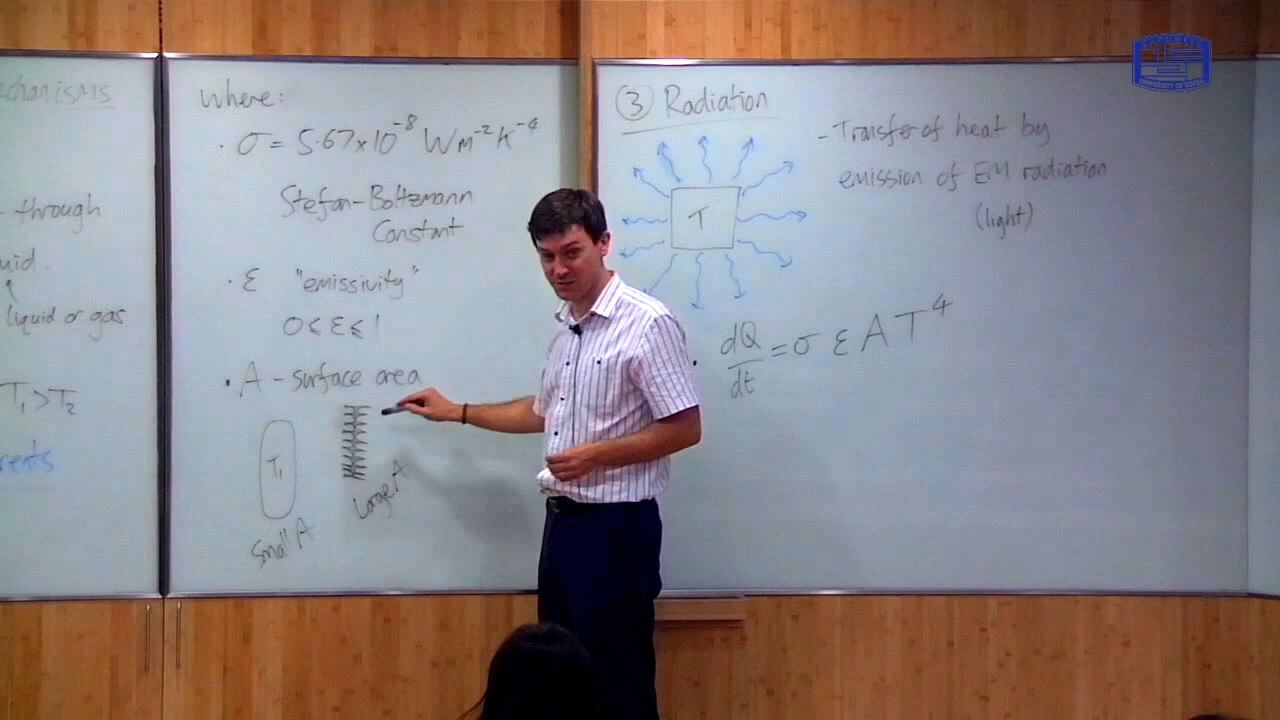 chanisms
- through
uid.
liquid or gas
T₁ > T₂
rents
Where:
· σ = 5.67×10⁻⁸ Wm⁻²K⁻⁴
Stefan-Boltzmann
Constant
· ε "emissivity"
0 ⩽ ε ⩽ 1
· A - surface area
T₁
Small A
Large A
③ Radiation
T
- Transfer of heat by
emission of EM radiation
(light)
· dQ/dt = σ ε A T⁴